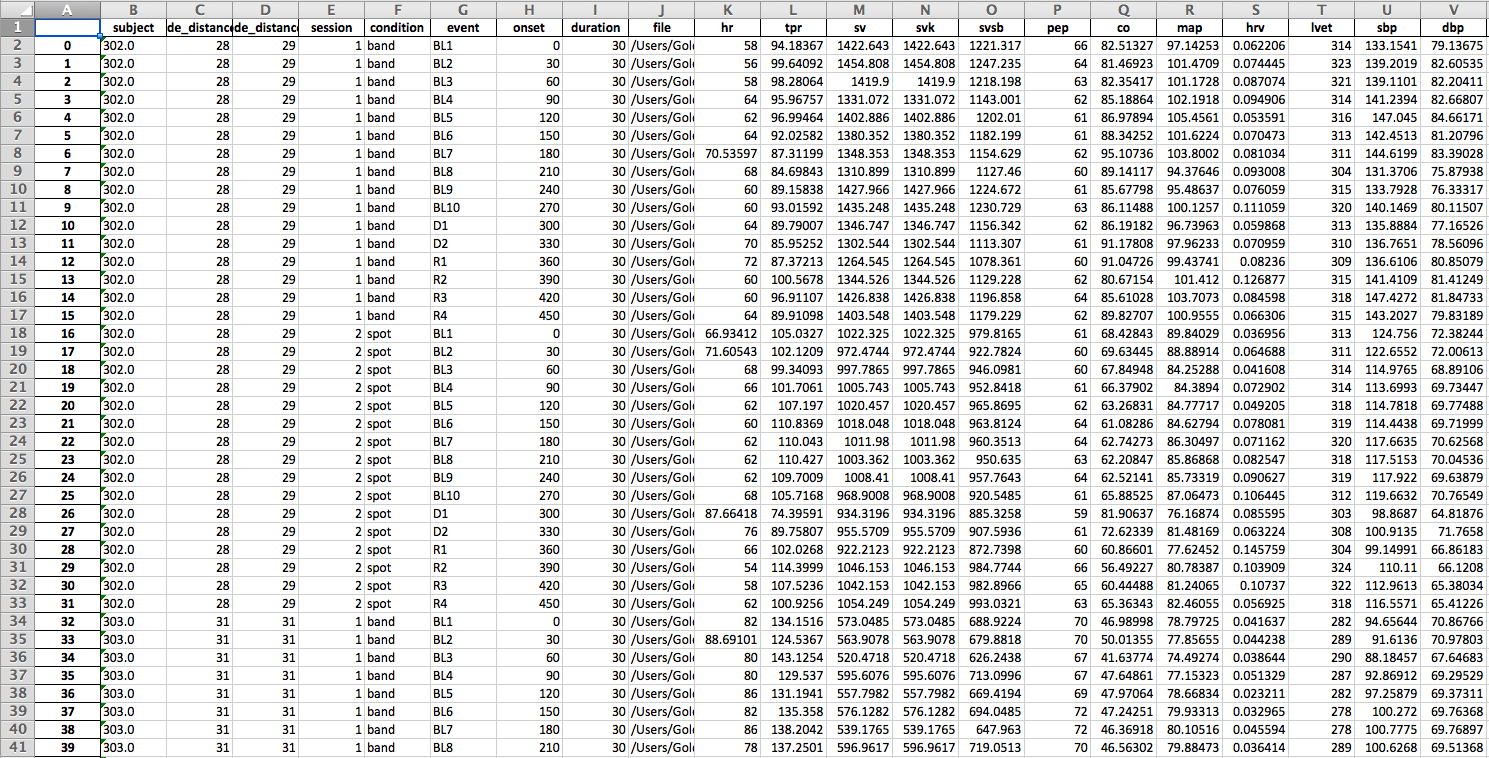 A B C D E F G H I J K L M N O P Q R S T U V
1 subject de_distance de_distance session condition event onset duration file hr tpr sv svk svsb pep co map hrv lvet sbp dbp
2 0 302.0 28 29 1 band BL1 0 30 /Users/Gol 58 94.18367 1422.643 1422.643 1221.317 66 82.51327 97.14253 0.062206 314 133.1541 79.13675
3 1 302.0 28 29 1 band BL2 30 30 /Users/Gol 56 99.64092 1454.808 1454.808 1247.235 64 81.46923 101.4709 0.074445 323 139.2019 82.60535
4 2 302.0 28 29 1 band BL3 60 30 /Users/Gol 58 98.28064 1419.9 1419.9 1218.198 63 82.35417 101.1728 0.087074 321 139.1101 82.20411
5 3 302.0 28 29 1 band BL4 90 30 /Users/Gol 64 95.96757 1331.072 1331.072 1143.001 62 85.18864 102.1918 0.094906 314 141.2394 82.66807
6 4 302.0 28 29 1 band BL5 120 30 /Users/Gol 62 96.99464 1402.886 1402.886 1202.01 61 86.97894 105.4561 0.053591 316 147.045 84.66171
7 5 302.0 28 29 1 band BL6 150 30 /Users/Gol 64 92.02582 1380.352 1380.352 1182.199 61 88.34252 101.6224 0.070473 313 142.4513 81.20796
8 6 302.0 28 29 1 band BL7 180 30 /Users/Gol 70.53597 87.31199 1348.353 1348.353 1154.629 62 95.10736 103.8002 0.081034 311 144.6199 83.39028
9 7 302.0 28 29 1 band BL8 210 30 /Users/Gol 68 84.69843 1310.899 1310.899 1127.46 60 89.14117 94.37646 0.093008 304 131.3706 75.87938
10 8 302.0 28 29 1 band BL9 240 30 /Users/Gol 60 89.15838 1427.966 1427.966 1224.672 61 85.67798 95.48637 0.076059 315 133.7928 76.33317
11 9 302.0 28 29 1 band BL10 270 30 /Users/Gol 60 93.01592 1435.248 1435.248 1230.729 63 86.11488 100.1257 0.111059 320 140.1469 80.11507
12 10 302.0 28 29 1 band D1 300 30 /Users/Gol 64 89.79007 1346.747 1346.747 1156.342 62 86.19182 96.73963 0.059868 313 135.8884 77.16526
13 11 302.0 28 29 1 band D2 330 30 /Users/Gol 70 85.95252 1302.544 1302.544 1113.307 61 91.17808 97.96233 0.070959 310 136.7651 78.56096
14 12 302.0 28 29 1 band R1 360 30 /Users/Gol 72 87.37213 1264.545 1264.545 1078.361 60 91.04726 99.43741 0.08236 309 136.6106 80.85079
15 13 302.0 28 29 1 band R2 390 30 /Users/Gol 60 100.5678 1344.526 1344.526 1129.228 62 80.67154 101.412 0.126877 315 141.4109 81.41249
16 14 302.0 28 29 1 band R3 420 30 /Users/Gol 60 96.91107 1426.838 1426.838 1196.858 64 85.61028 103.7073 0.084598 318 147.4272 81.84733
17 15 302.0 28 29 1 band R4 450 30 /Users/Gol 64 89.91098 1403.548 1403.548 1179.229 62 89.82707 100.9555 0.066306 315 143.2027 79.83189
18 16 302.0 28 29 2 spot BL1 0 30 /Users/Gol 66.93412 105.0327 1022.325 1022.325 979.8165 61 68.42843 89.84029 0.036956 313 124.756 72.38244
19 17 302.0 28 29 2 spot BL2 30 30 /Users/Gol 71.60543 102.1209 972.4744 972.4744 922.7824 60 69.63445 88.88914 0.064688 311 122.6552 72.00613
20 18 302.0 28 29 2 spot BL3 60 30 /Users/Gol 68 99.34093 997.7865 997.7865 946.0981 60 67.84948 84.25288 0.041608 314 114.9765 68.89106
21 19 302.0 28 29 2 spot BL4 90 30 /Users/Gol 66 101.7061 1005.743 1005.743 952.8418 61 66.37902 84.3894 0.072902 314 113.6993 69.73447
22 20 302.0 28 29 2 spot BL5 120 30 /Users/Gol 62 107.197 1020.457 1020.457 965.8695 62 63.26831 84.77717 0.049205 318 114.7818 69.77488
23 21 302.0 28 29 2 spot BL6 150 30 /Users/Gol 60 110.8369 1018.048 1018.048 963.8124 64 61.08286 84.62794 0.078081 319 114.4438 69.71999
24 22 302.0 28 29 2 spot BL7 180 30 /Users/Gol 62 110.043 1011.98 1011.98 960.3513 64 62.74273 86.30497 0.071162 320 117.6635 70.62568
25 23 302.0 28 29 2 spot BL8 210 30 /Users/Gol 62 110.427 1003.362 1003.362 950.635 63 62.20847 85.86868 0.082547 318 117.5153 70.04536
26 24 302.0 28 29 2 spot BL9 240 30 /Users/Gol 62 109.7009 1008.41 1008.41 957.7643 64 62.52141 85.73319 0.090627 319 117.922 69.63879
27 25 302.0 28 29 2 spot BL10 270 30 /Users/Gol 68 105.7168 968.9008 968.9008 920.5485 61 65.88525 87.06473 0.106445 312 119.6632 70.76549
28 26 302.0 28 29 2 spot D1 300 30 /Users/Gol 87.66418 74.39591 934.3196 934.3196 885.3258 59 81.90637 76.16874 0.085595 303 98.8687 64.81876
29 27 302.0 28 29 2 spot D2 330 30 /Users/Gol 76 89.75807 955.5709 955.5709 907.5936 61 72.62339 81.48169 0.063224 308 100.9135 71.7658
30 28 302.0 28 29 2 spot R1 360 30 /Users/Gol 66 102.0268 922.2123 922.2123 872.7398 60 60.86601 77.62452 0.145759 304 99.14991 66.86183
31 29 302.0 28 29 2 spot R2 390 30 /Users/Gol 54 114.3999 1046.153 1046.153 984.7744 66 56.49227 80.78387 0.103909 324 110.11 66.1208
32 30 302.0 28 29 2 spot R3 420 30 /Users/Gol 58 107.5236 1042.153 1042.153 982.8966 65 60.44488 81.24065 0.10737 322 112.9613 65.38034
33 31 302.0 28 29 2 spot R4 450 30 /Users/Gol 62 100.9256 1054.249 1054.249 993.0321 63 65.36343 82.46055 0.056925 318 116.5571 65.41226
34 32 303.0 31 31 1 band BL1 0 30 /Users/Gol 82 134.1516 573.0485 573.0485 688.9224 70 46.98998 78.79725 0.041637 282 94.65644 70.86766
35 33 303.0 31 31 1 band BL2 30 30 /Users/Gol 88.69101 124.5367 563.9078 563.9078 679.8818 70 50.01355 77.85655 0.044238 289 91.6136 70.97803
36 34 303.0 31 31 1 band BL3 60 30 /Users/Gol 80 143.1254 520.4718 520.4718 626.2438 67 41.63774 74.49274 0.038644 290 88.18457 67.64683
37 35 303.0 31 31 1 band BL4 90 30 /Users/Gol 80 129.537 595.6076 595.6076 713.0996 67 47.64861 77.15323 0.051329 287 92.86912 69.29529
38 36 303.0 31 31 1 band BL5 120 30 /Users/Gol 86 131.1941 557.7982 557.7982 669.4194 69 47.97064 78.66834 0.023211 282 97.25879 69.37311
39 37 303.0 31 31 1 band BL6 150 30 /Users/Gol 82 135.358 576.1282 576.1282 694.0485 72 47.24251 79.93313 0.032965 278 100.272 69.76368
40 38 303.0 31 31 1 band BL7 180 30 /Users/Gol 86 138.2042 539.1765 539.1765 647.963 72 46.36918 80.10516 0.045594 278 100.7775 69.76897
41 39 303.0 31 31 1 band BL8 210 30 /Users/Gol 78 137.2501 596.9617 596.9617 719.0513 70 46.56302 79.88473 0.036414 289 100.6268 69.51368